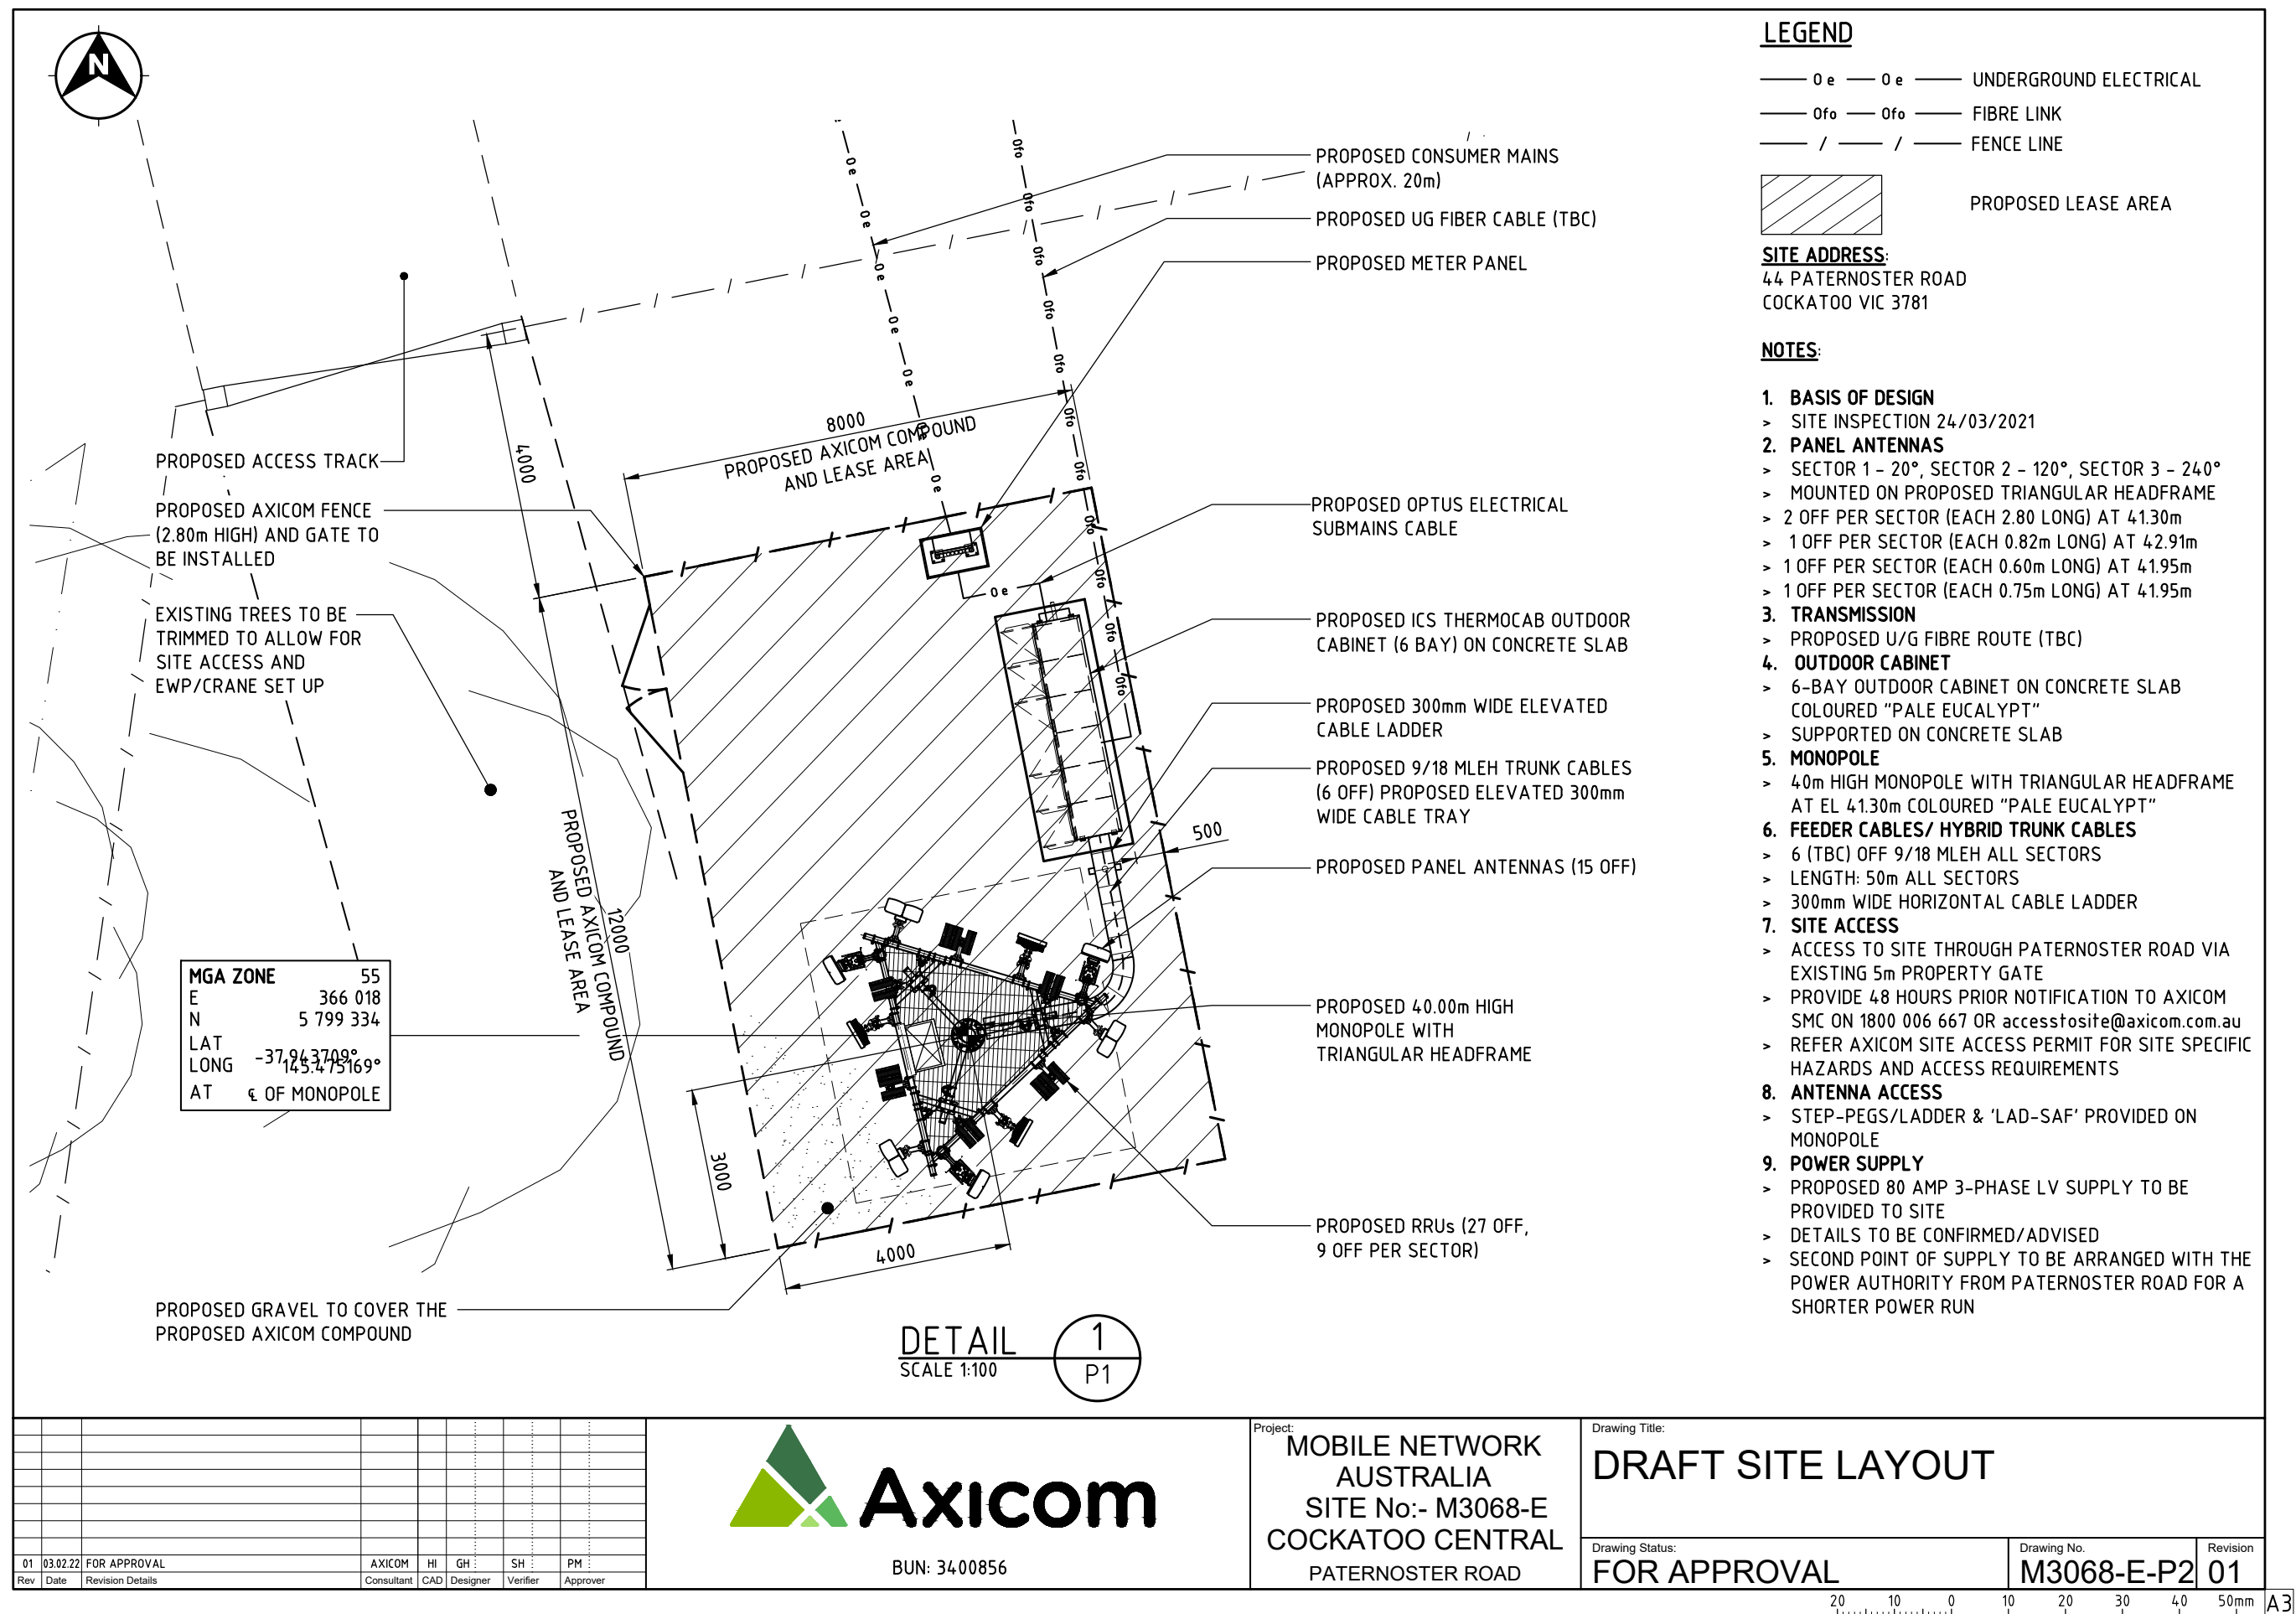 N
PROPOSED CONSUMER MAINS
(APPROX. 20m)
PROPOSED UG FIBER CABLE (TBC)
PROPOSED METER PANEL
PROPOSED OPTUS ELECTRICAL
SUBMAINS CABLE
PROPOSED ICS THERMOCAB OUTDOOR
CABINET (6 BAY) ON CONCRETE SLAB
PROPOSED 300mm WIDE ELEVATED
CABLE LADDER
PROPOSED 9/18 MLEH TRUNK CABLES
(6 OFF) PROPOSED ELEVATED 300mm
WIDE CABLE TRAY
500
PROPOSED PANEL ANTENNAS (15 OFF)
PROPOSED 40.00m HIGH
MONOPOLE WITH
TRIANGULAR HEADFRAME
PROPOSED RRUs (27 OFF,
9 OFF PER SECTOR)
8000
PROPOSED AXICOM COMPOUND
AND LEASE AREA
4000
12000
PROPOSED AXICOM COMPOUND
AND LEASE AREA
3000
4000
O e
O e
O e
O e
O e
O e
O e
O e
Ofo
Ofo
Ofo
Ofo
Ofo
Ofo
Ofo
Ofo
Ofo
Ofo
Ofo
PROPOSED ACCESS TRACK
PROPOSED AXICOM FENCE
(2.80m HIGH) AND GATE TO
BE INSTALLED
EXISTING TREES TO BE
TRIMMED TO ALLOW FOR
SITE ACCESS AND
EWP/CRANE SET UP
MGA ZONE 55
E 366 018
N 5 799 334
LAT -37.943709°
LONG 145.475169°
AT ℄ OF MONOPOLE
PROPOSED GRAVEL TO COVER THE
PROPOSED AXICOM COMPOUND
DETAIL
SCALE 1:100
1
P1
LEGEND
O e O e UNDERGROUND ELECTRICAL
Ofo Ofo FIBRE LINK
/ / FENCE LINE
PROPOSED LEASE AREA
SITE ADDRESS:
44 PATERNOSTER ROAD
COCKATOO VIC 3781
NOTES:
1. BASIS OF DESIGN
> SITE INSPECTION 24/03/2021
2. PANEL ANTENNAS
> SECTOR 1 - 20°, SECTOR 2 - 120°, SECTOR 3 - 240°
> MOUNTED ON PROPOSED TRIANGULAR HEADFRAME
> 2 OFF PER SECTOR (EACH 2.80 LONG) AT 41.30m
> 1 OFF PER SECTOR (EACH 0.82m LONG) AT 42.91m
> 1 OFF PER SECTOR (EACH 0.60m LONG) AT 41.95m
> 1 OFF PER SECTOR (EACH 0.75m LONG) AT 41.95m
3. TRANSMISSION
> PROPOSED U/G FIBRE ROUTE (TBC)
4. OUTDOOR CABINET
> 6-BAY OUTDOOR CABINET ON CONCRETE SLAB
COLOURED "PALE EUCALYPT"
> SUPPORTED ON CONCRETE SLAB
5. MONOPOLE
> 40m HIGH MONOPOLE WITH TRIANGULAR HEADFRAME
AT EL 41.30m COLOURED "PALE EUCALYPT"
6. FEEDER CABLES/ HYBRID TRUNK CABLES
> 6 (TBC) OFF 9/18 MLEH ALL SECTORS
> LENGTH: 50m ALL SECTORS
> 300mm WIDE HORIZONTAL CABLE LADDER
7. SITE ACCESS
> ACCESS TO SITE THROUGH PATERNOSTER ROAD VIA
EXISTING 5m PROPERTY GATE
> PROVIDE 48 HOURS PRIOR NOTIFICATION TO AXICOM
SMC ON 1800 006 667 OR accesstosite@axicom.com.au
> REFER AXICOM SITE ACCESS PERMIT FOR SITE SPECIFIC
HAZARDS AND ACCESS REQUIREMENTS
8. ANTENNA ACCESS
> STEP-PEGS/LADDER & 'LAD-SAF' PROVIDED ON
MONOPOLE
9. POWER SUPPLY
> PROPOSED 80 AMP 3-PHASE LV SUPPLY TO BE
PROVIDED TO SITE
> DETAILS TO BE CONFIRMED/ADVISED
> SECOND POINT OF SUPPLY TO BE ARRANGED WITH THE
POWER AUTHORITY FROM PATERNOSTER ROAD FOR A
SHORTER POWER RUN
01 03.02.22 FOR APPROVAL AXICOM HI GH SH PM
Rev Date Revision Details Consultant CAD Designer Verifier Approver
Axicom
BUN: 3400856
Project:
MOBILE NETWORK
AUSTRALIA
SITE No:- M3068-E
COCKATOO CENTRAL
PATERNOSTER ROAD
Drawing Title:
DRAFT SITE LAYOUT
Drawing Status:
FOR APPROVAL
Drawing No.
M3068-E-P2
Revision
01
20 10 0 10 20 30 40 50mm
A3